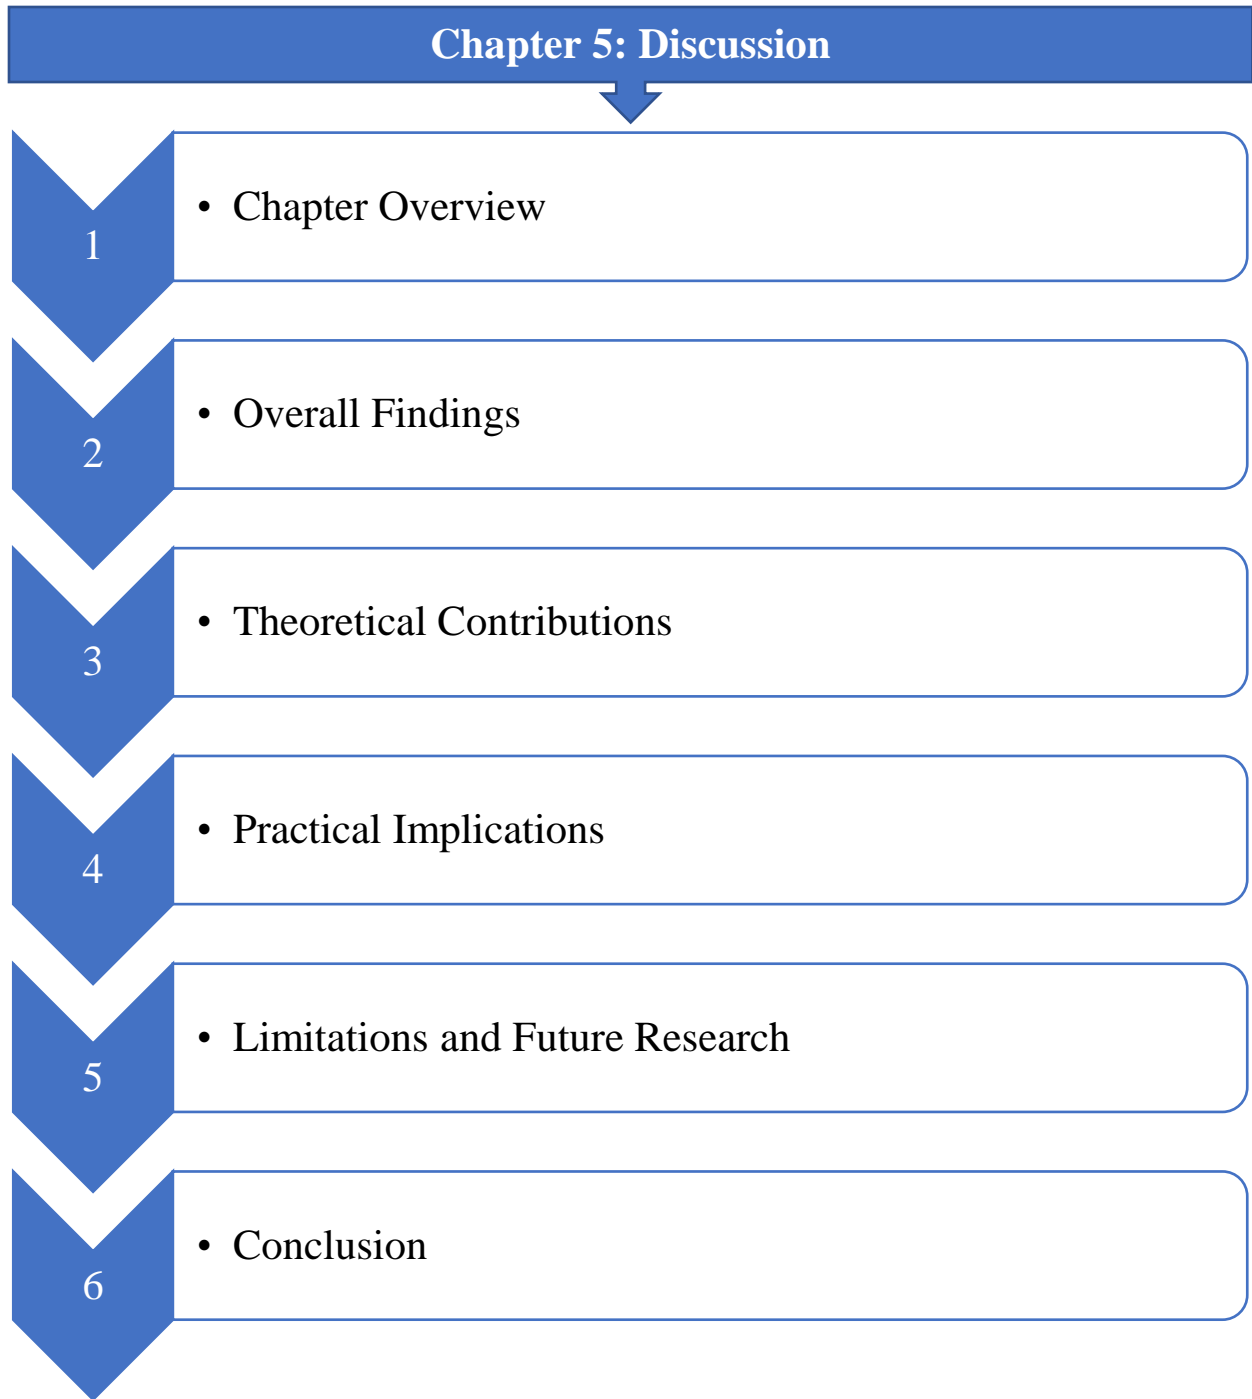 Chapter 5: Discussion
1
• Chapter Overview
2
• Overall Findings
3
• Theoretical Contributions
4
• Practical Implications
5
• Limitations and Future Research
6
• Conclusion